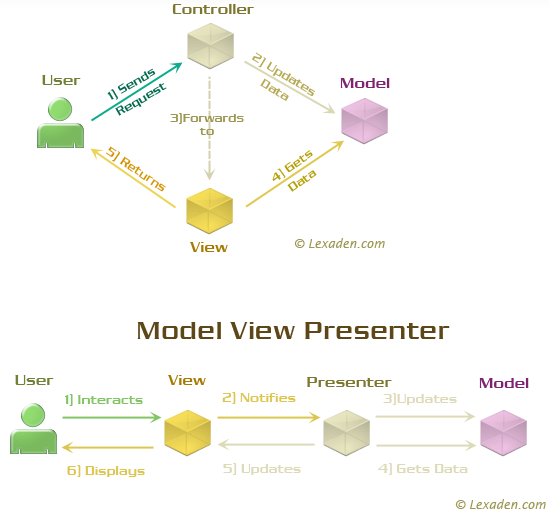 Controller
User
1) Sends
Request
2) Updates
Data
Model
3)Forwards
to
5) Returns
4) Gets
Data
View
© Lexaden.com
Model View Presenter
User
View
Presenter
Model
1) Interacts
2) Notifies
3)Updates
6) Displays
5) Updates
4) Gets Data
© Lexaden.com